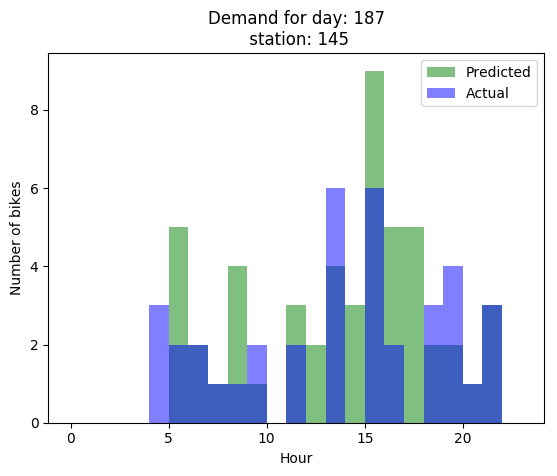 Demand for day: 187
station: 145
Predicted
Actual
Number of bikes
8
6
4
2
0
0
5
10
15
20
Hour